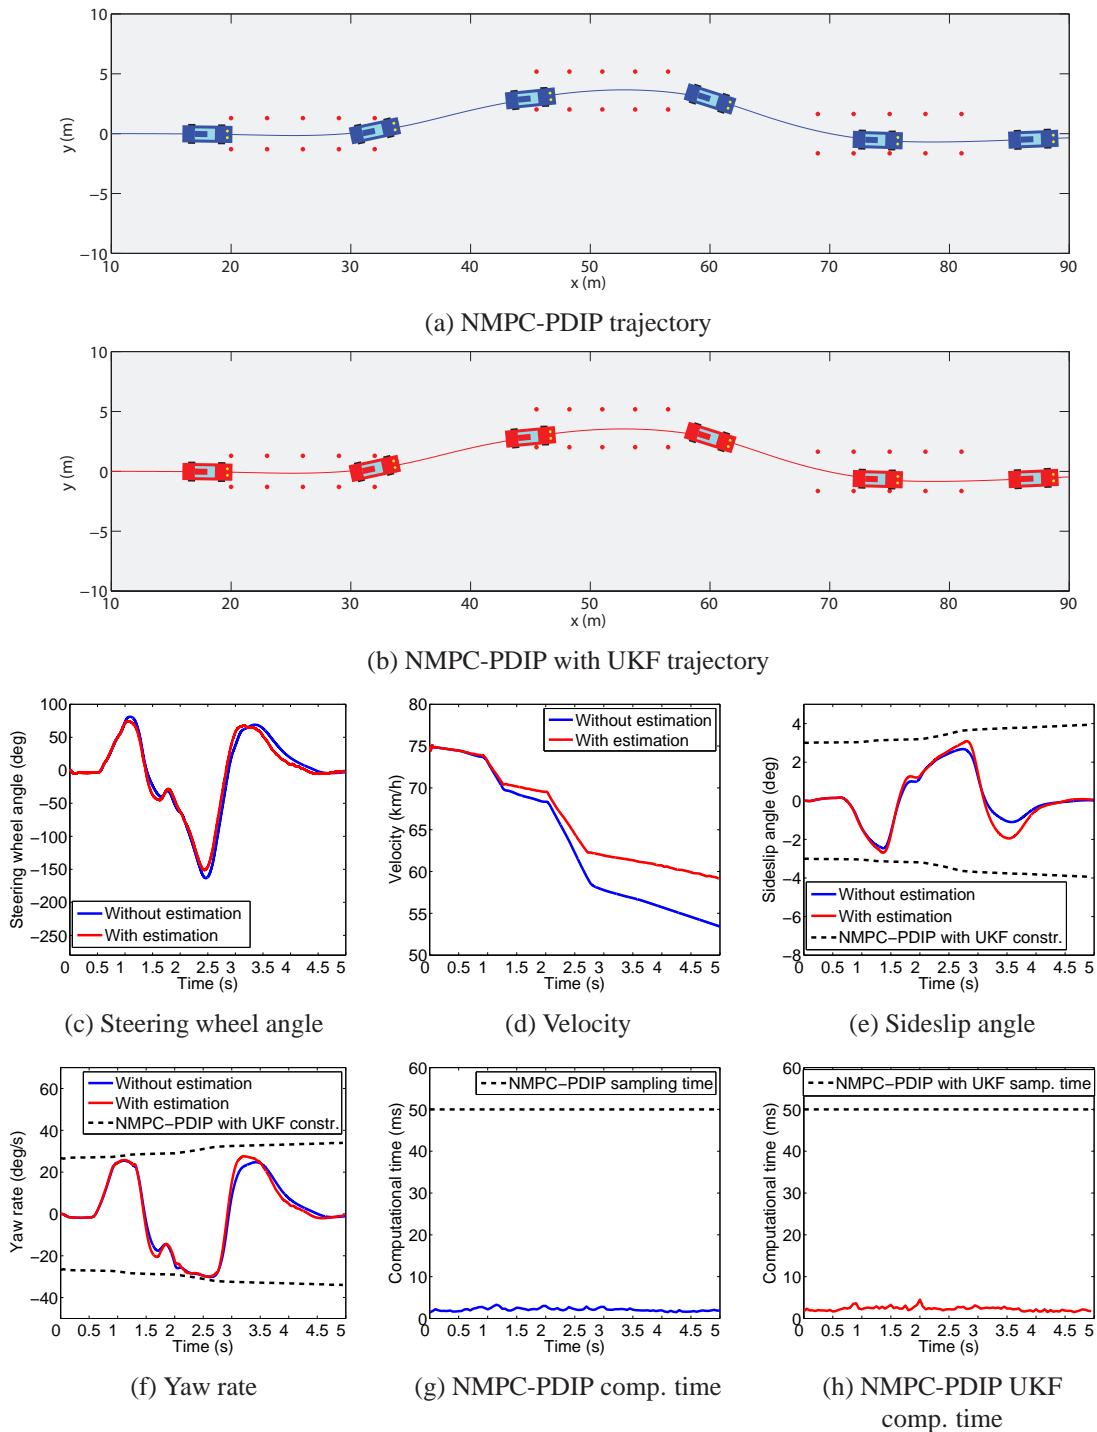 10
5
0
−5
−10
y (m)
10 20 30 40 50 60 70 80 90
x (m)
(a) NMPC-PDIP trajectory
10
5
0
−5
−10
y (m)
10 20 30 40 50 60 70 80 90
x (m)
(b) NMPC-PDIP with UKF trajectory
100
50
0
−50
−100
−150
−200
−250
Steering wheel angle (deg)
Without estimation
With estimation
0 0.5 1 1.5 2 2.5 3 3.5 4 4.5 5
Time (s)
(c) Steering wheel angle
80
75
70
65
60
55
50
Velocity (km/h)
Without estimation
With estimation
0 0.5 1 1.5 2 2.5 3 3.5 4 4.5 5
Time (s)
(d) Velocity
4
2
0
−2
−4
−6
−8
Sideslip angle (deg)
Without estimation
With estimation
NMPC−PDIP with UKF constr.
0 0.5 1 1.5 2 2.5 3 3.5 4 4.5 5
Time (s)
(e) Sideslip angle
60
40
20
0
−20
−40
Yaw rate (deg/s)
Without estimation
With estimation
NMPC−PDIP with UKF constr.
0 0.5 1 1.5 2 2.5 3 3.5 4 4.5 5
Time (s)
(f) Yaw rate
60
50
40
30
20
10
0
Computational time (ms)
NMPC−PDIP sampling time
0 0.5 1 1.5 2 2.5 3 3.5 4 4.5 5
Time (s)
(g) NMPC-PDIP comp. time
60
50
40
30
20
10
0
Computational time (ms)
NMPC−PDIP with UKF samp. time
0 0.5 1 1.5 2 2.5 3 3.5 4 4.5 5
Time (s)
(h) NMPC-PDIP UKF
comp. time